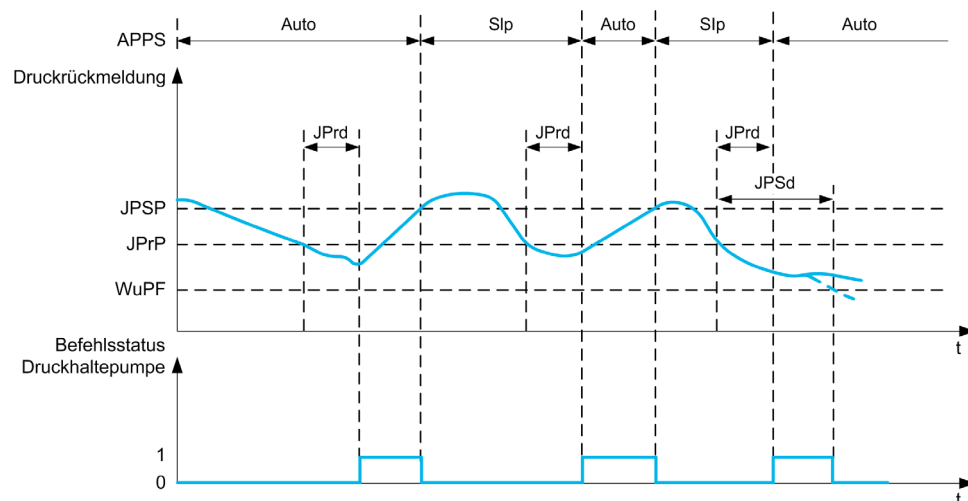 Auto Slp Auto Slp Auto
APPS
Druckrückmeldung
JPrd JPrd JPrd
JPSd
JPSP
JPrP
WuPF
t
Befehlsstatus
Druckhaltepumpe
1
0
t